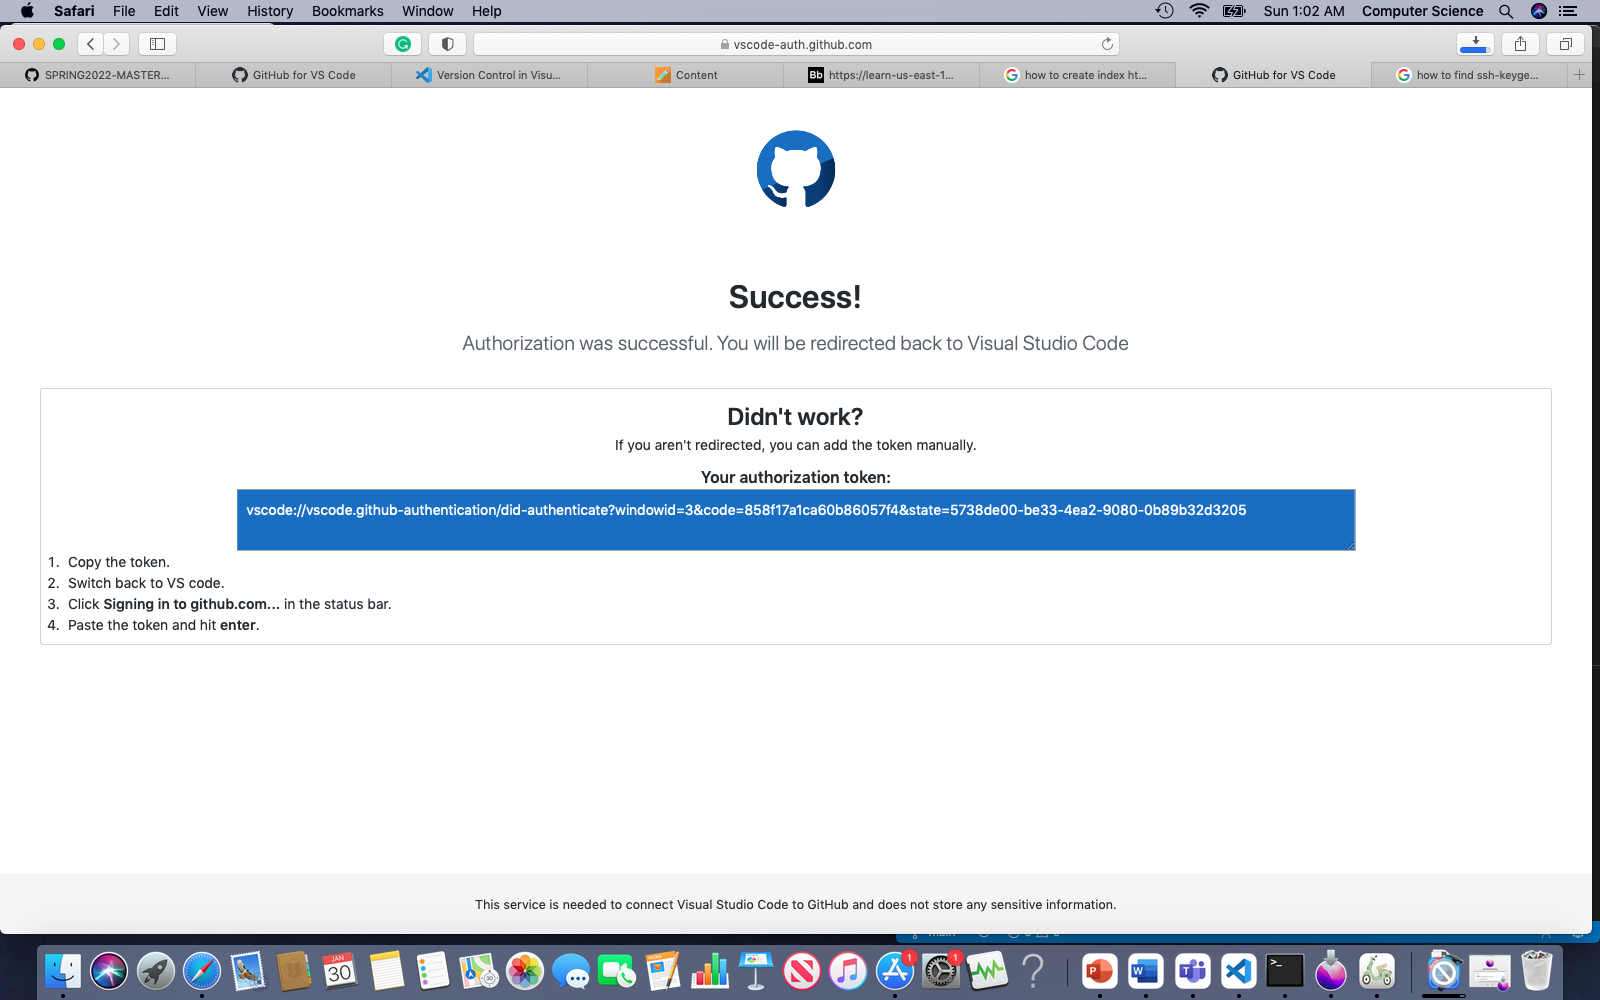 Safari File Edit View History Bookmarks Window Help Sun 1:02 AM Computer Science
vscode-auth.github.com
SPRING2022-MASTER... GitHub for VS Code Version Control in Visu... Content Bb https://learn-us-east-1... how to create index ht... GitHub for VS Code how to find ssh-keyge...
Success!
Authorization was successful. You will be redirected back to Visual Studio Code
Didn't work?
If you aren't redirected, you can add the token manually.
Your authorization token:
vscode://vscode.github-authentication/did-authenticate?windowid=3&code=858f17a1ca60b86057f4&state=5738de00-be33-4ea2-9080-0b89b32d3205
1. Copy the token.
2. Switch back to VS code.
3. Click Signing in to github.com... in the status bar.
4. Paste the token and hit enter.
This service is needed to connect Visual Studio Code to GitHub and does not store any sensitive information.
JAN
30
1
1